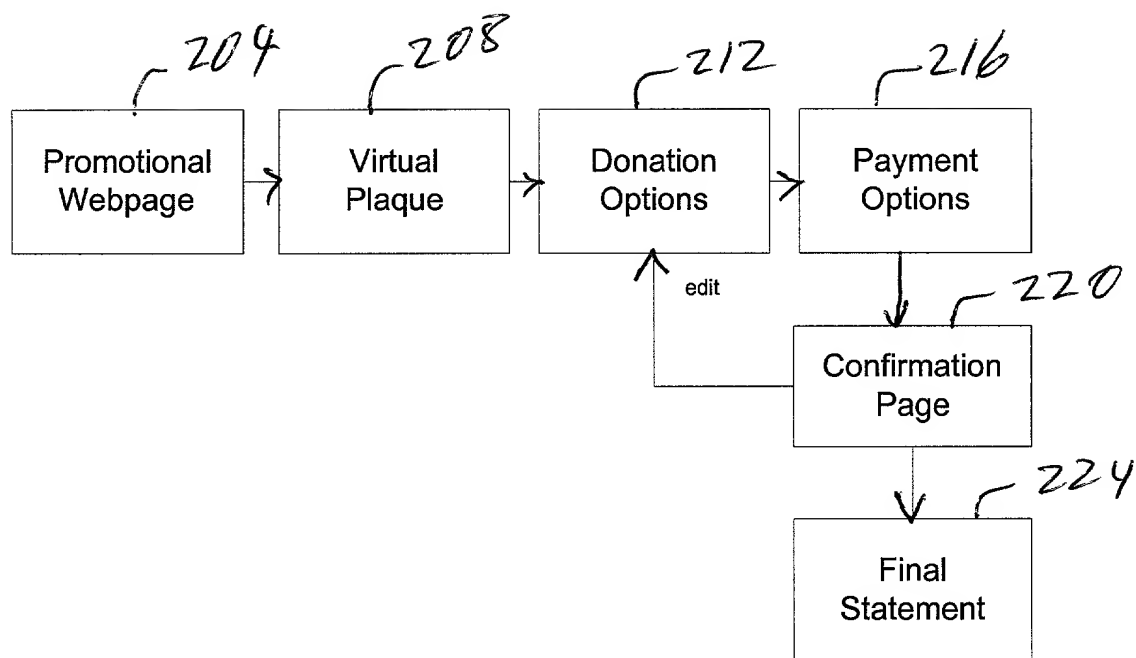 204
208
212
216
Promotional
Webpage
Virtual
Plaque
Donation
Options
Payment
Options
edit
220
Confirmation
Page
224
Final
Statement